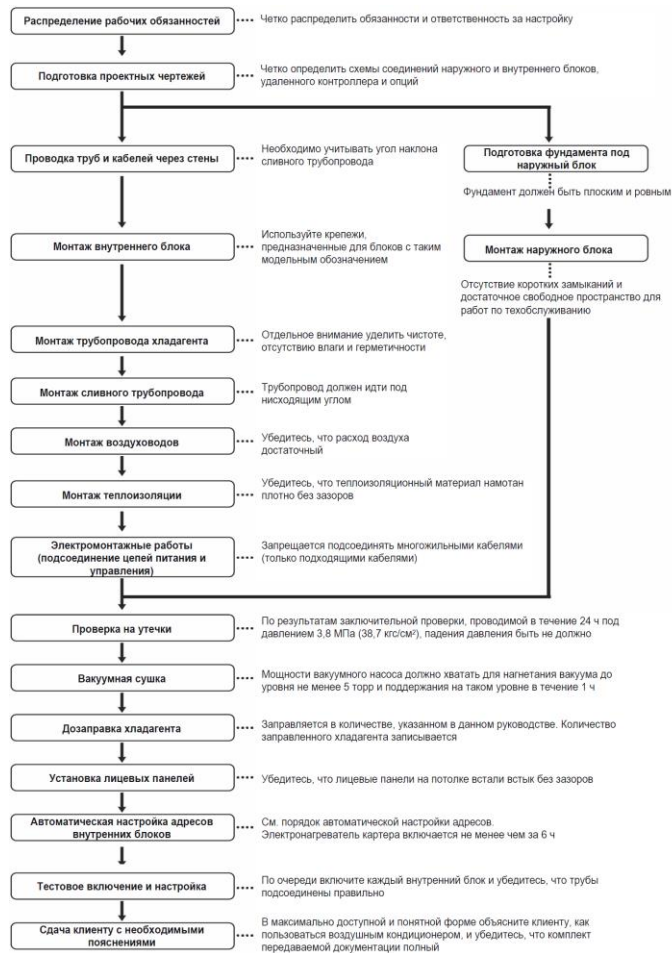 Распределение рабочих обязанностей
Четко распределить обязанности и ответственность за настройку
Подготовка проектных чертежей
Четко определить схемы соединений наружного и внутреннего блоков,
удаленного контроллера и опций
Проводка труб и кабелей через стены
Необходимо учитывать угол наклона
сливного трубопровода
Подготовка фундамента под
наружный блок
Фундамент должен быть плоским и ровным
Монтаж внутреннего блока
Используйте крепежи,
предназначенные для блоков с таким
модельным обозначением
Монтаж наружного блока
Отсутствие коротких замыканий и
достаточное свободное пространство для
работ по техобслуживанию
Монтаж трубопровода хладагента
Отдельное внимание уделить чистоте,
отсутствию влаги и герметичности
Монтаж сливного трубопровода
Трубопровод должен идти под
нисходящим углом
Монтаж воздуховодов
Убедитесь, что расход воздуха
достаточный
Монтаж теплоизоляции
Убедитесь, что теплоизоляционный материал намотан
плотно без зазоров
Электромонтажные работы
(подсоединение цепей питания и
управления)
Запрещается подсоединять многожильными кабелями
(только подходящими кабелями)
Проверка на утечки
По результатам заключительной проверки, проводимой в течение 24 ч под
давлением 3,8 МПа (38,7 кгс/см²), падения давления быть не должно
Вакуумная сушка
Мощности вакуумного насоса должно хватать для нагнетания вакуума до
уровня не менее 5 торр и поддержания на таком уровне в течение 1 ч
Дозаправка хладагента
Заправляется в количестве, указанном в данном руководстве. Количество
заправленного хладагента записывается
Установка лицевых панелей
Убедитесь, что лицевые панели на потолке встали встык без зазоров
Автоматическая настройка адресов
внутренних блоков
См. порядок автоматической настройки адресов.
Электронагреватель картера включается не менее чем за 6 ч
Тестовое включение и настройка
По очереди включите каждый внутренний блок и убедитесь, что трубы
подсоединены правильно
Сдача клиенту с необходимыми
пояснениями
В максимально доступной и понятной форме объясните клиенту, как
пользоваться воздушным кондиционером, и убедитесь, что комплект
передаваемой документации полный